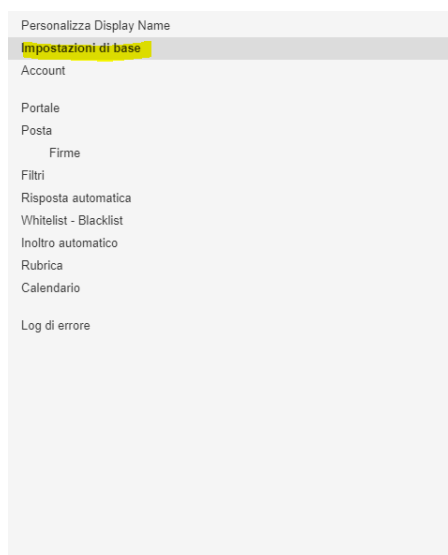 Personalizza Display Name
Impostazioni di base
Account
Portale
Posta
Firme
Filtri
Risposta automatica
Whitelist - Blacklist
Inoltro automatico
Rubrica
Calendario
Log di errore